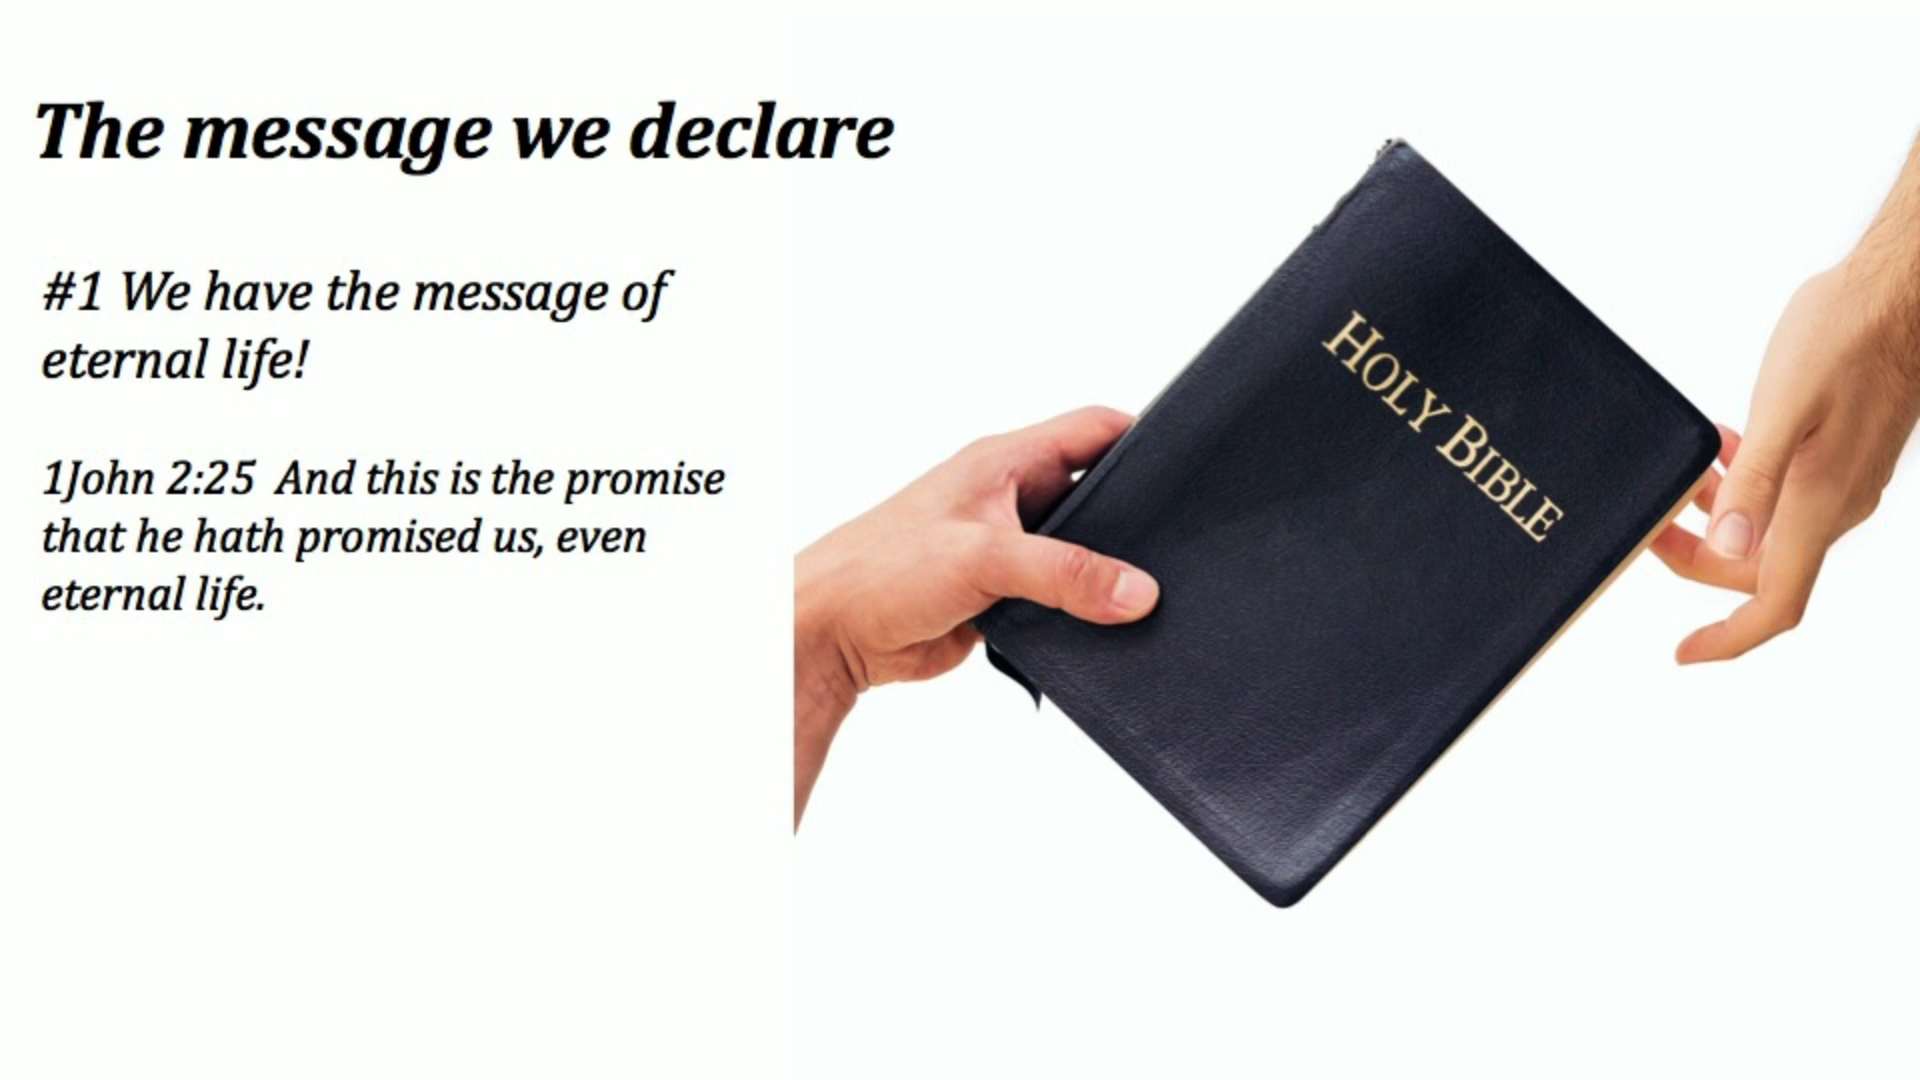 The message we declare
#1 We have the message of
eternal life!
1John 2:25  And this is the promise
that he hath promised us, even
eternal life.
HOLY BIBLE